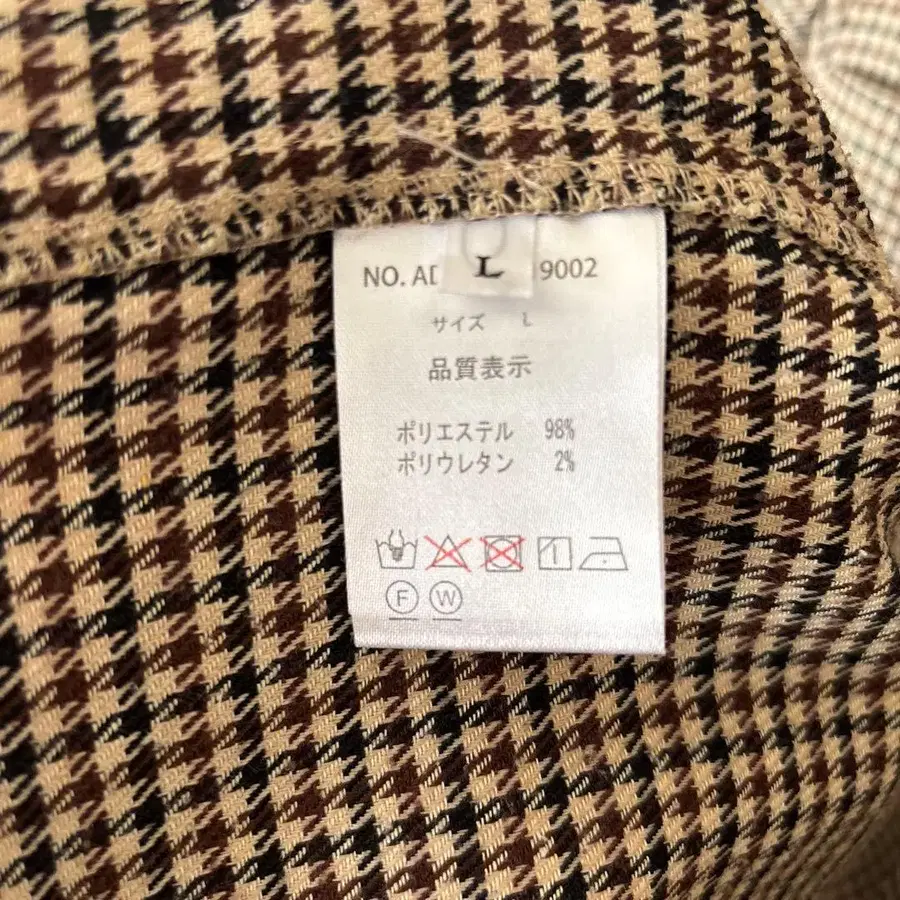 NO. AD L 9002
サイズ L
品質表示
ポリエステル 98%
ポリウレタン 2%
F W